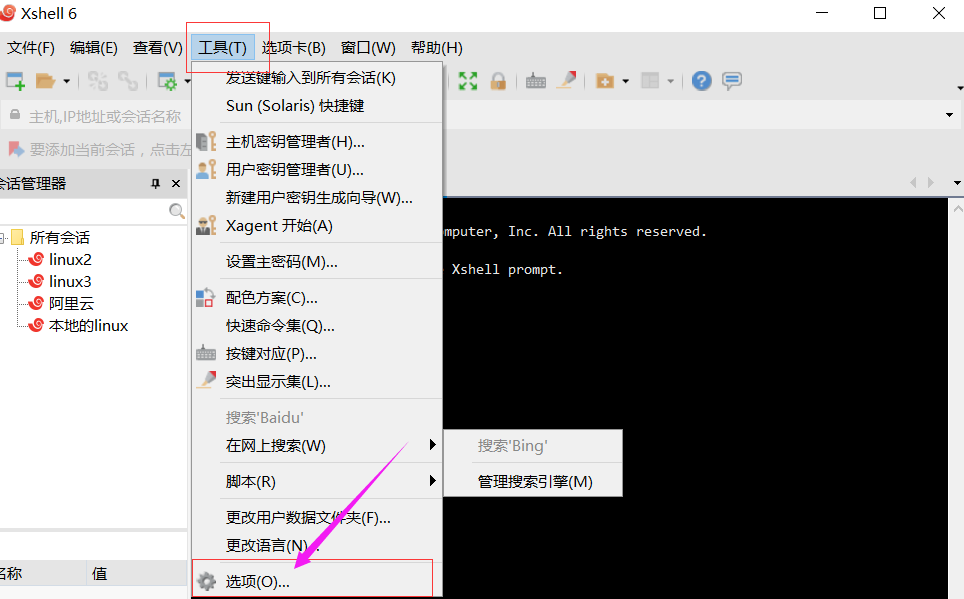 Xshell 6
文件(F) 编辑(E) 查看(V) 工具(T) 选项卡(B) 窗口(W) 帮助(H)
主机,IP地址或会话名称
要添加当前会话，点击左
会话管理器
所有会话
linux2
linux3
阿里云
本地的linux
名称 值
发送键输入到所有会话(K)
Sun (Solaris) 快捷键
主机密钥管理者(H)...
用户密钥管理者(U)...
新建用户密钥生成向导(W)...
Xagent 开始(A)
设置主密码(M)...
配色方案(C)...
快速命令集(Q)...
按键对应(P)...
突出显示集(L)...
搜索'Baidu'
在网上搜索(W)
脚本(R)
更改用户数据文件夹(F)...
更改语言(N)...
选项(O)...
搜索'Bing'
管理搜索引擎(M)
mputer, Inc. All rights reserved.
Xshell prompt.